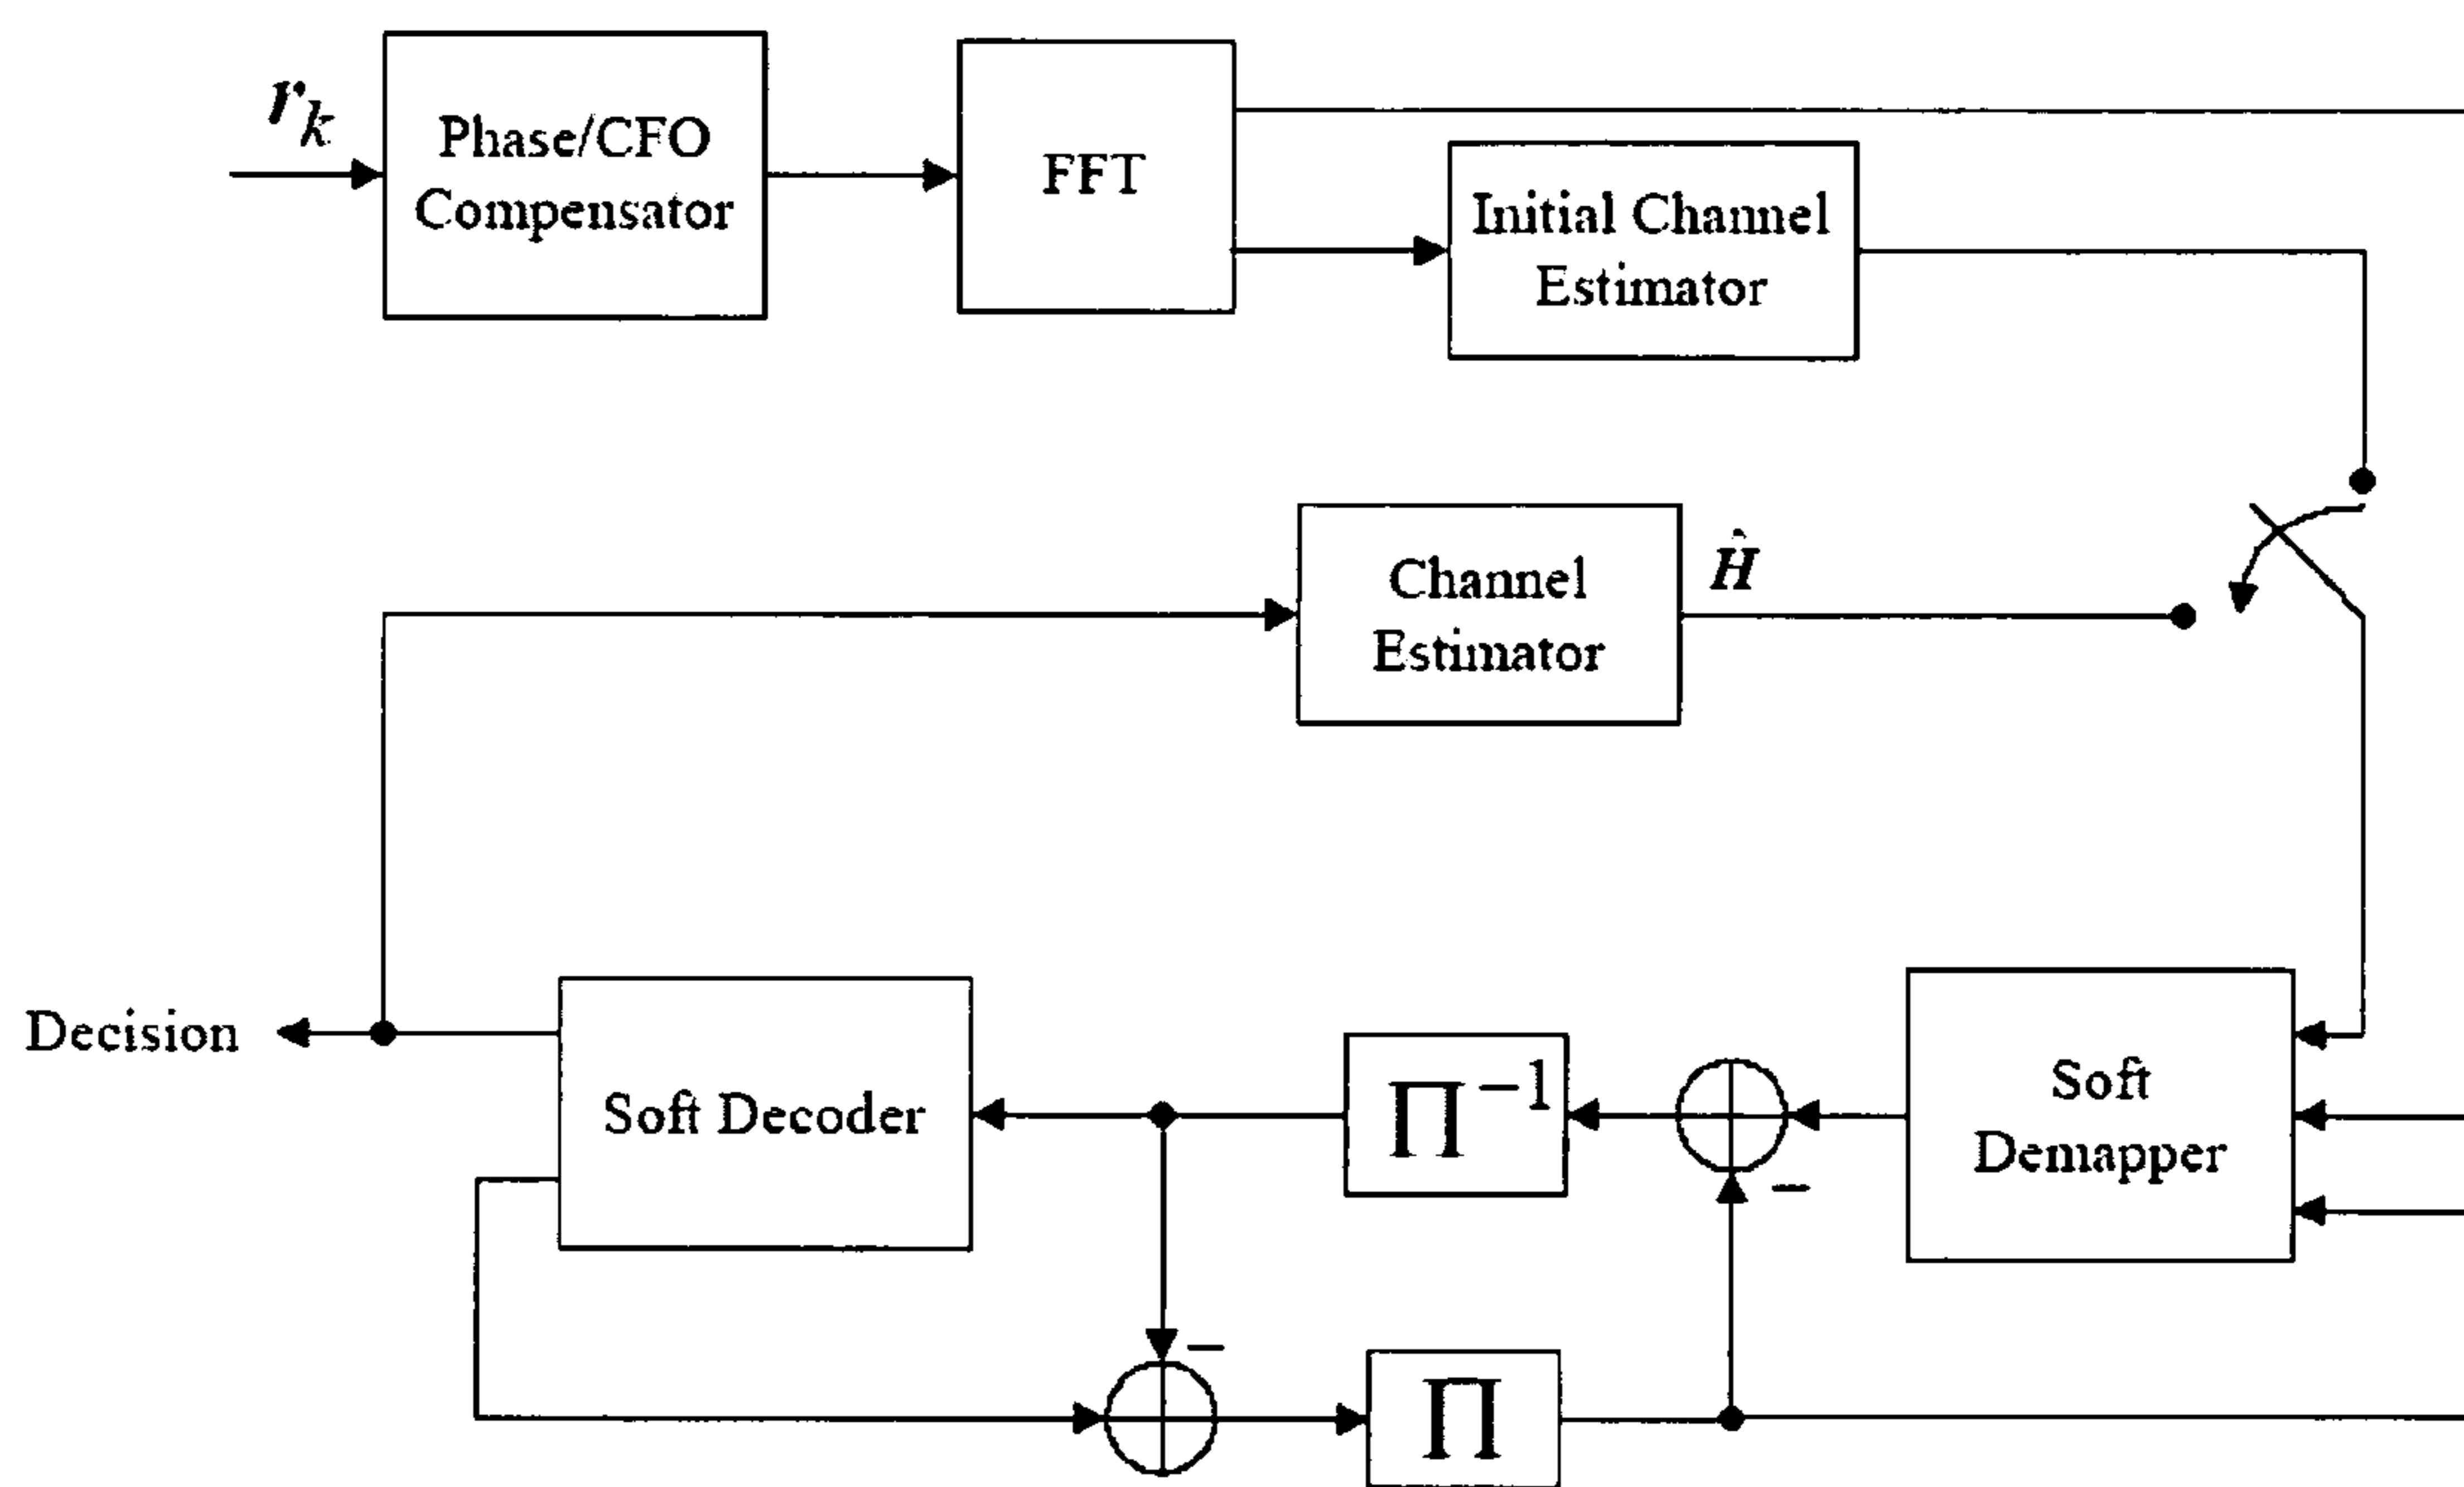 r_k
Phase/CFO
Compensator
FFT
Initial Channel
Estimator
Channel
Estimator
Ĥ
Decision
Soft Decoder
∏⁻¹
Soft
Demapper
−
−
∏